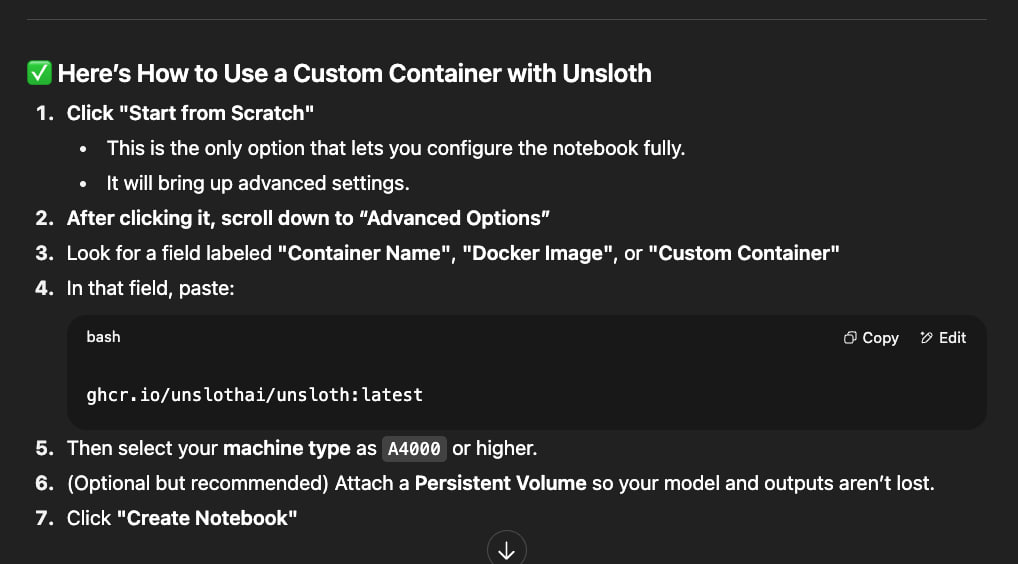 ✅ Here’s How to Use a Custom Container with Unsloth
1. Click "Start from Scratch"
• This is the only option that lets you configure the notebook fully.
• It will bring up advanced settings.
2. After clicking it, scroll down to “Advanced Options”
3. Look for a field labeled "Container Name", "Docker Image", or "Custom Container"
4. In that field, paste:
bash Copy Edit
ghcr.io/unslothai/unsloth:latest
5. Then select your machine type as A4000 or higher.
6. (Optional but recommended) Attach a Persistent Volume so your model and outputs aren’t lost.
7. Click "Create Notebook"